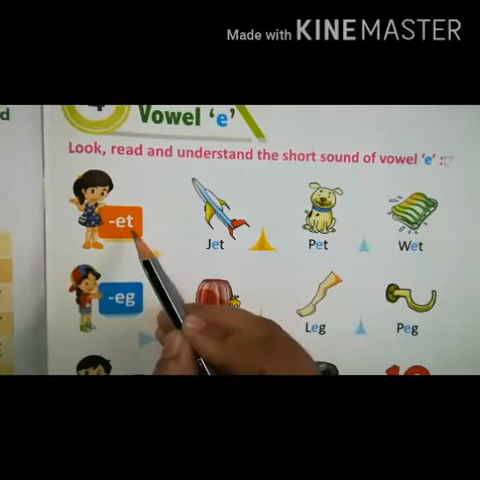 Made with KINEMASTER
d
Vowel 'e'
Look, read and understand the short sound of vowel 'e' :
-et
Jet
Pet
Wet
-eg
Leg
Peg
10